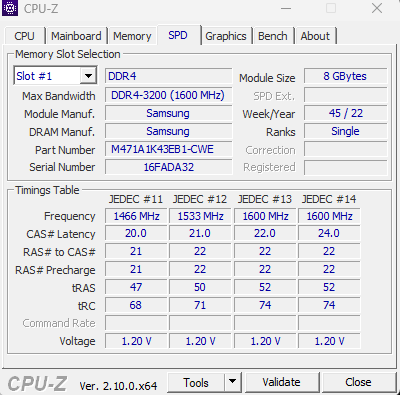 CPU-Z
CPU Mainboard Memory SPD Graphics Bench About
Memory Slot Selection
Slot #1 DDR4 Module Size 8 GBytes
Max Bandwidth DDR4-3200 (1600 MHz) SPD Ext.
Module Manuf. Samsung Week/Year 45 / 22
DRAM Manuf. Samsung Ranks Single
Part Number M471A1K43EB1-CWE Correction
Serial Number 16FADA32 Registered
Timings Table
JEDEC #11 JEDEC #12 JEDEC #13 JEDEC #14
Frequency 1466 MHz 1533 MHz 1600 MHz 1600 MHz
CAS# Latency 20.0 21.0 22.0 24.0
RAS# to CAS# 21 22 22 22
RAS# Precharge 21 22 22 22
tRAS 47 50 52 52
tRC 68 71 74 74
Command Rate
Voltage 1.20 V 1.20 V 1.20 V 1.20 V
CPU-Z Ver. 2.10.0.x64 Tools Validate Close